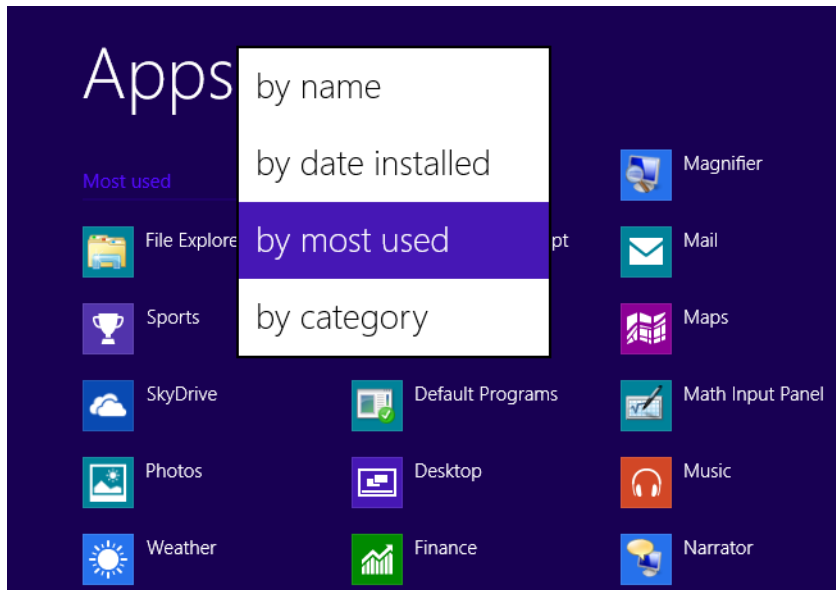 Apps
by name
by date installed
by most used
by category
Most used
File Explore
Sports
SkyDrive
Photos
Weather
pt
Default Programs
Desktop
Finance
Magnifier
Mail
Maps
Math Input Panel
Music
Narrator